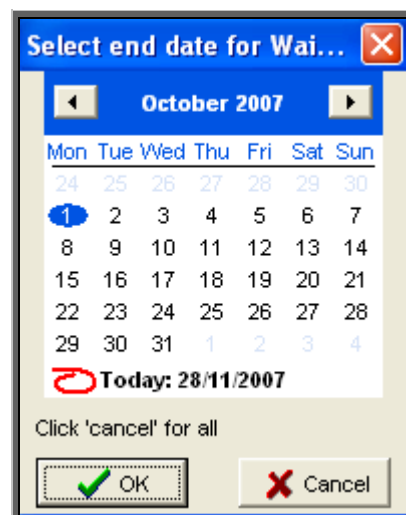 Select end date for Wai...
October 2007
Mon Tue Wed Thu Fri Sat Sun
24 25 26 27 28 29 30
1 2 3 4 5 6 7
8 9 10 11 12 13 14
15 16 17 18 19 20 21
22 23 24 25 26 27 28
29 30 31 1 2 3 4
Today: 28/11/2007
Click 'cancel' for all
OK Cancel